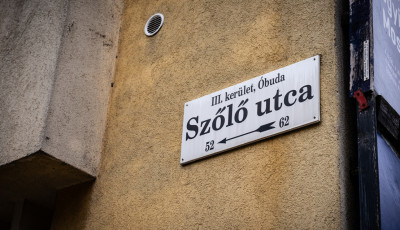 III. kerület, Óbuda
Szőlő utca
52 62